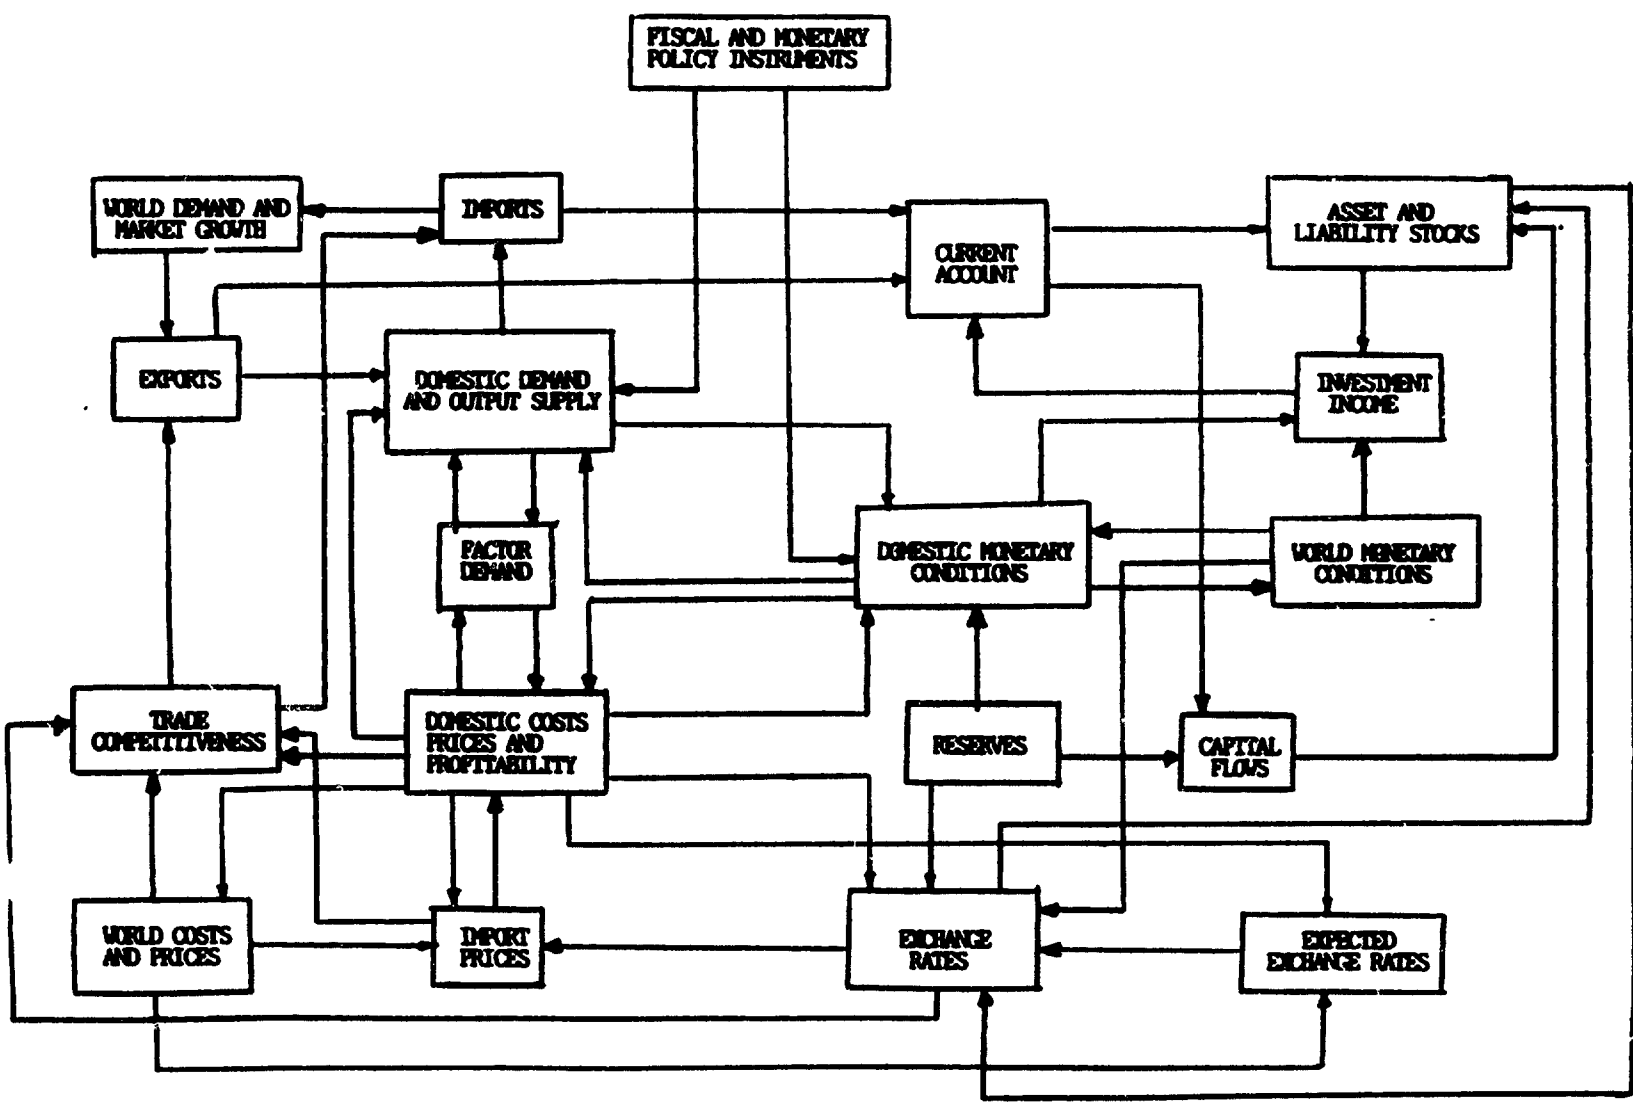 FISCAL AND MONETARY
POLICY INSTRUMENTS
WORLD DEMAND AND
MARKET GROWTH
IMPORTS
CURRENT
ACCOUNT
ASSET AND
LIABILITY STOCKS
EXPORTS
DOMESTIC DEMAND
AND OUTPUT SUPPLY
INVESTMENT
INCOME
FACTOR
DEMAND
DOMESTIC MONETARY
CONDITIONS
WORLD MONETARY
CONDITIONS
TRADE
COMPETITIVENESS
DOMESTIC COSTS
PRICES AND
PROFITABILITY
RESERVES
CAPITAL
FLOWS
WORLD COSTS
AND PRICES
IMPORT
PRICES
EXCHANGE
RATES
EXPECTED
EXCHANGE RATES